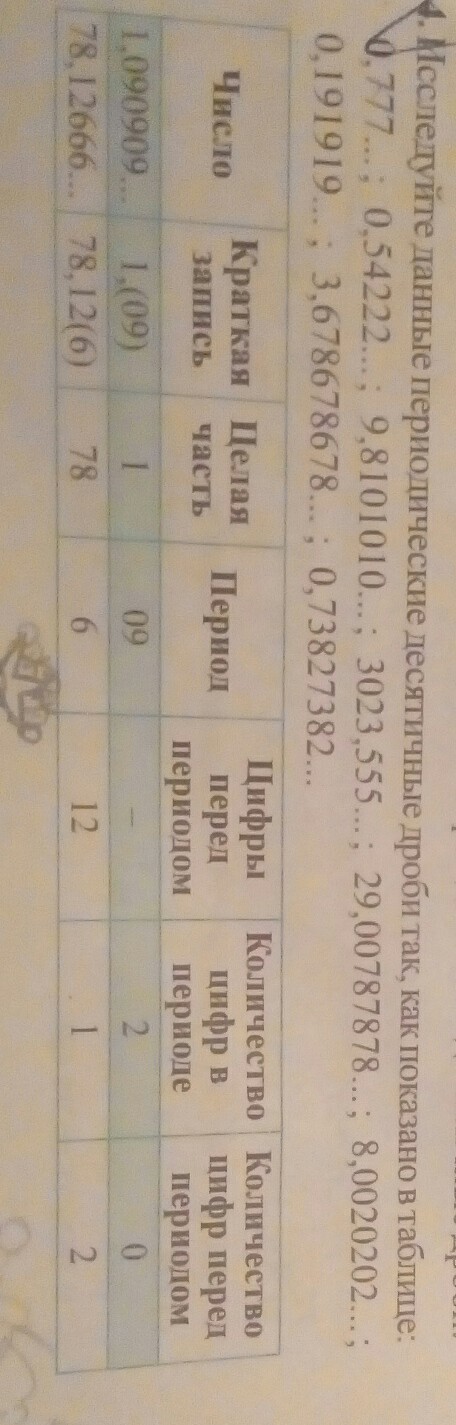 4. Исследуйте данные периодические десятичные дроби так, как показано в таблице:
0,777... ; 0,54222... ; 9,8101010... ; 3023,555... ; 29,00787878... ; 8,0020202... ;
0,191919... ; 3,678678678... ; 0,73827382...
Число Краткая запись Целая часть Период Цифры перед периодом Количество цифр в периоде Количество цифр перед периодом
1,090909... 1,(09) 1 09 – 2 0
78,12666... 78,12(6) 78 6 12 1 2